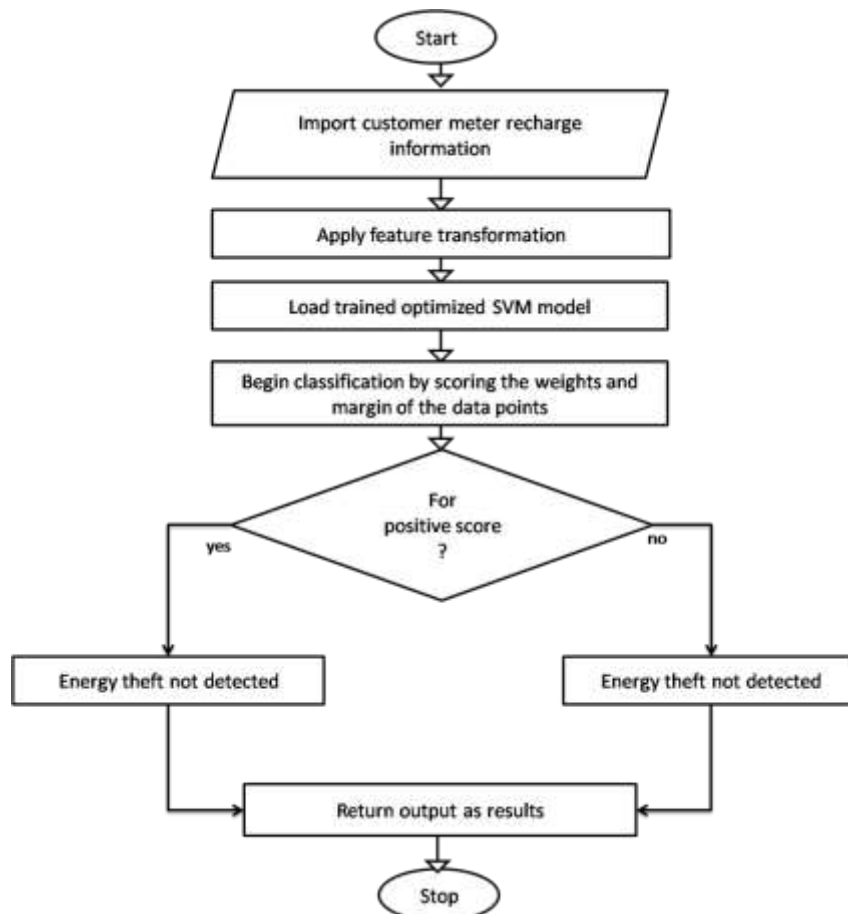 Start
Import customer meter recharge
information
Apply feature transformation
Load trained optimized SVM model
Begin classification by scoring the weights and
margin of the data points
For
positive score
?
yes
no
Energy theft not detected
Energy theft not detected
Return output as results
Stop